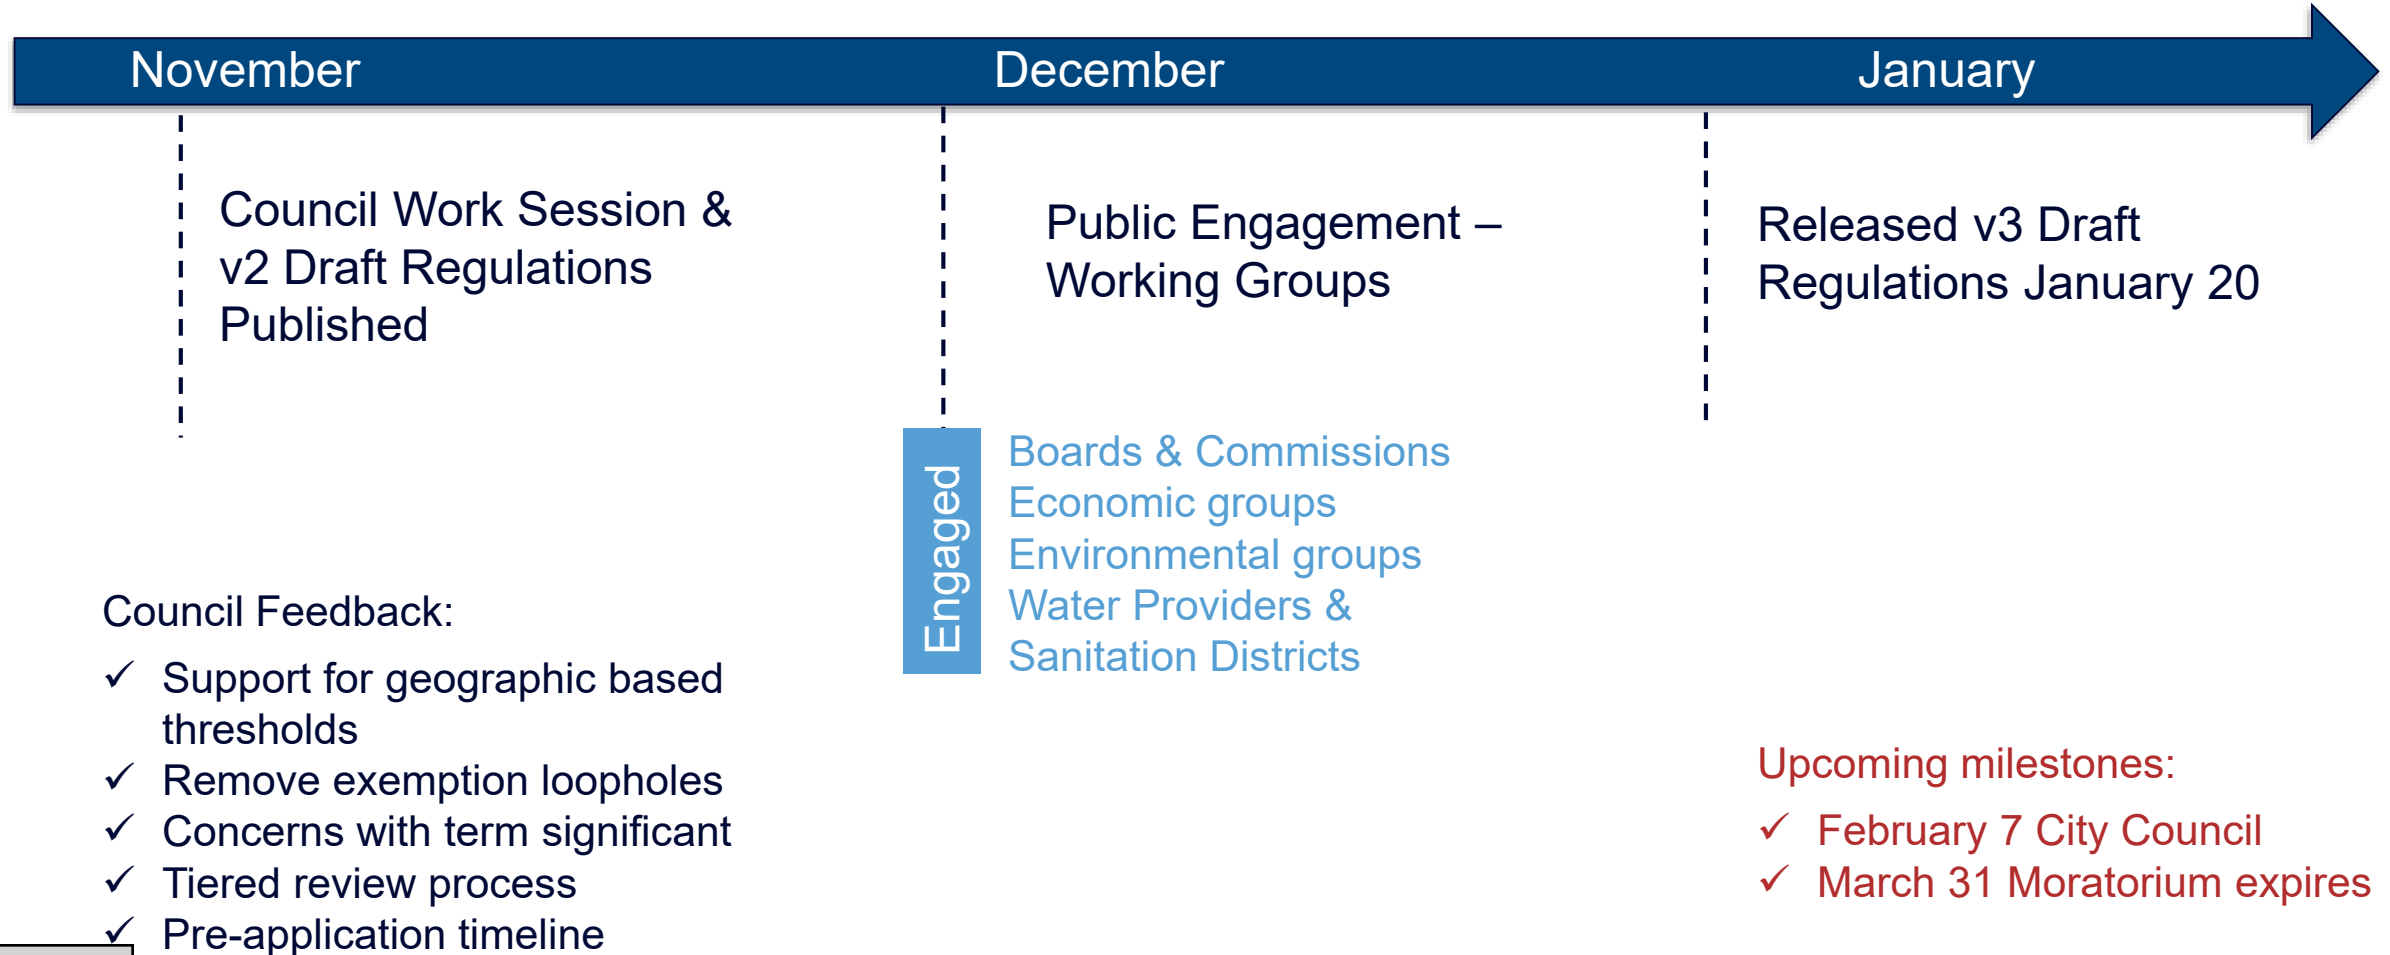 November
December
January
Council Work Session &
v2 Draft Regulations
Published
Public Engagement –
Working Groups
Released v3 Draft
Regulations January 20
Engaged
Boards & Commissions
Economic groups
Environmental groups
Water Providers &
Sanitation Districts
Council Feedback:
✓ Support for geographic based
thresholds
✓ Remove exemption loopholes
✓ Concerns with term significant
✓ Tiered review process
✓ Pre-application timeline
Upcoming milestones:
✓ February 7 City Council
✓ March 31 Moratorium expires